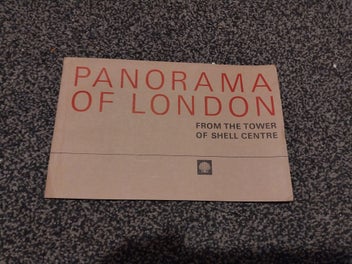 PANORAMA
OF LONDON
FROM THE TOWER
OF SHELL CENTRE